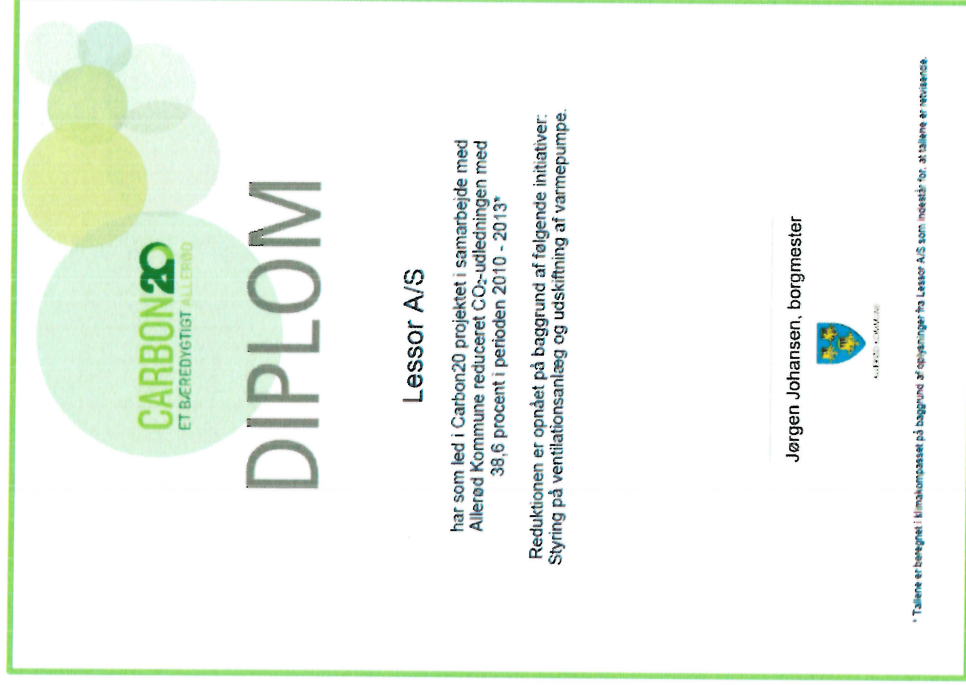 CARBON20
ET BÆREDYGTIGT ALLERØD
DIPLOM
Lessor A/S
har som led i Carbon20 projektet i samarbejde med
Allerød Kommune reduceret CO₂-udledningen med
38,6 procent i perioden 2010 - 2013*
Reduktionen er opnået på baggrund af følgende initiativer:
Styring på ventilationsanlæg og udskiftning af varmepumpe.
Jørgen Johansen, borgmester
* Tallene er beregnet i klimakompasset på baggrund af oplysninger fra Lessor A/S som indestår for, at tallene er retvisende.